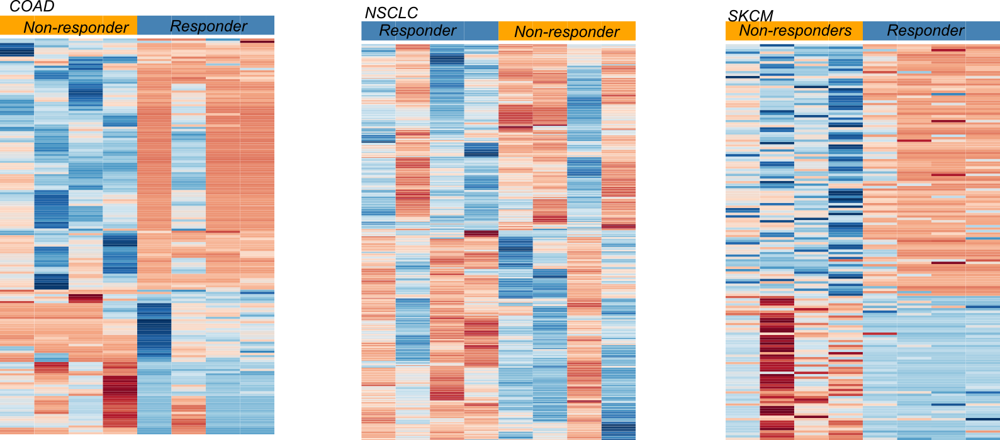 COAD
Non-responder Responder
NSCLC
Responder Non-responder
SKCM
Non-responders Responder